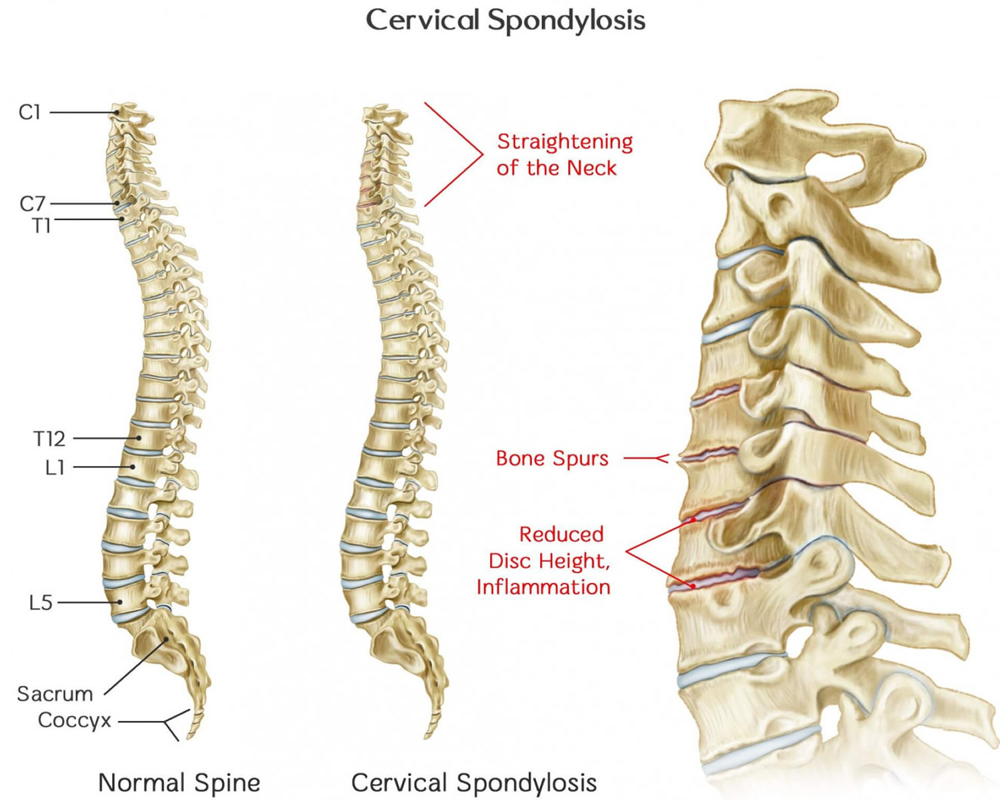 Cervical Spondylosis
C1
C7
T1
T12
L1
L5
Sacrum
Coccyx
Normal Spine
Straightening
of the Neck
Cervical Spondylosis
Bone Spurs
Reduced
Disc Height,
Inflammation